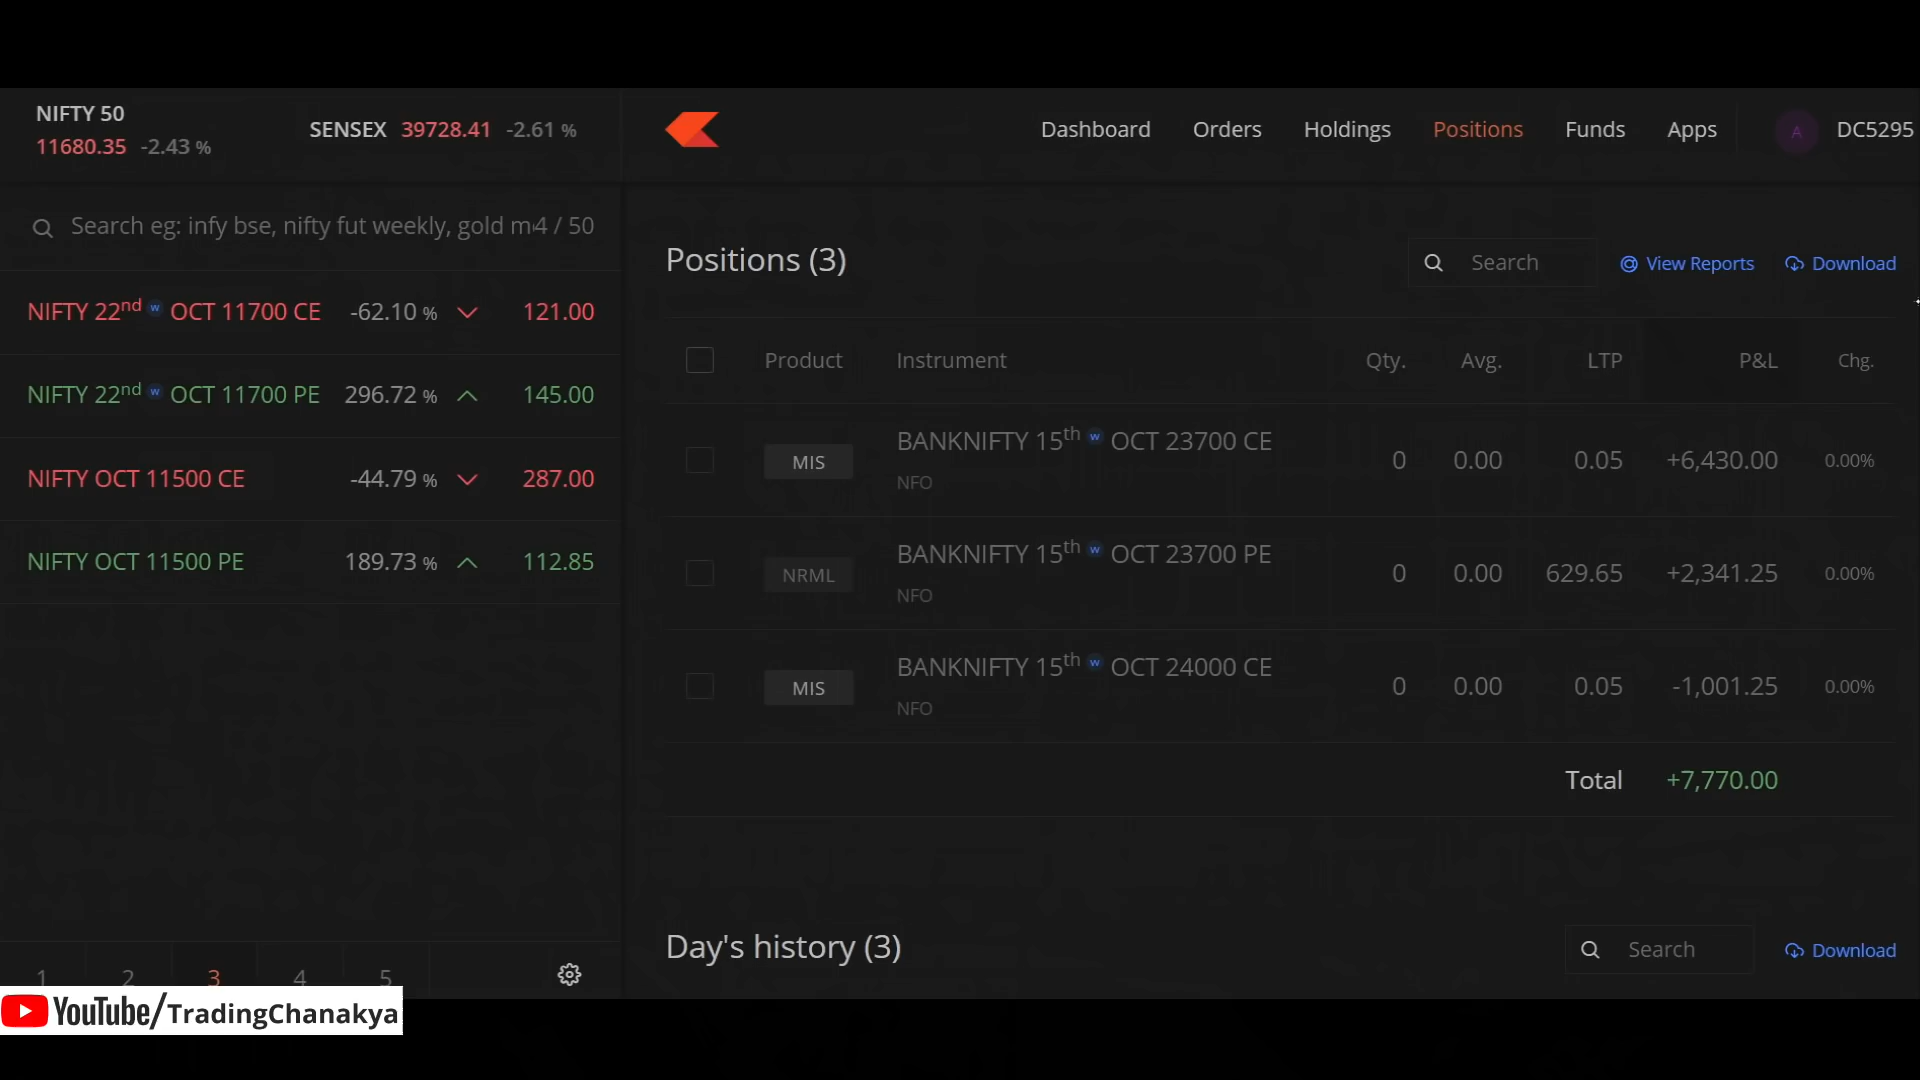 NIFTY 50
11680.35 -2.43 %
SENSEX 39728.41 -2.61 %
Dashboard Orders Holdings Positions Funds Apps A DC5295
Search eg: infy bse, nifty fut weekly, gold m 4 / 50
NIFTY 22nd w OCT 11700 CE -62.10 % 121.00
NIFTY 22nd w OCT 11700 PE 296.72 % 145.00
NIFTY OCT 11500 CE -44.79 % 287.00
NIFTY OCT 11500 PE 189.73 % 112.85
1 2 3 4 5
Positions (3) Search View Reports Download
Product Instrument Qty. Avg. LTP P&L Chg.
MIS BANKNIFTY 15th w OCT 23700 CE 0 0.00 0.05 +6,430.00 0.00%
NFO
NRML BANKNIFTY 15th w OCT 23700 PE 0 0.00 629.65 +2,341.25 0.00%
NFO
MIS BANKNIFTY 15th w OCT 24000 CE 0 0.00 0.05 -1,001.25 0.00%
NFO
Total +7,770.00
Day's history (3) Search Download
YouTube/TradingChanakya